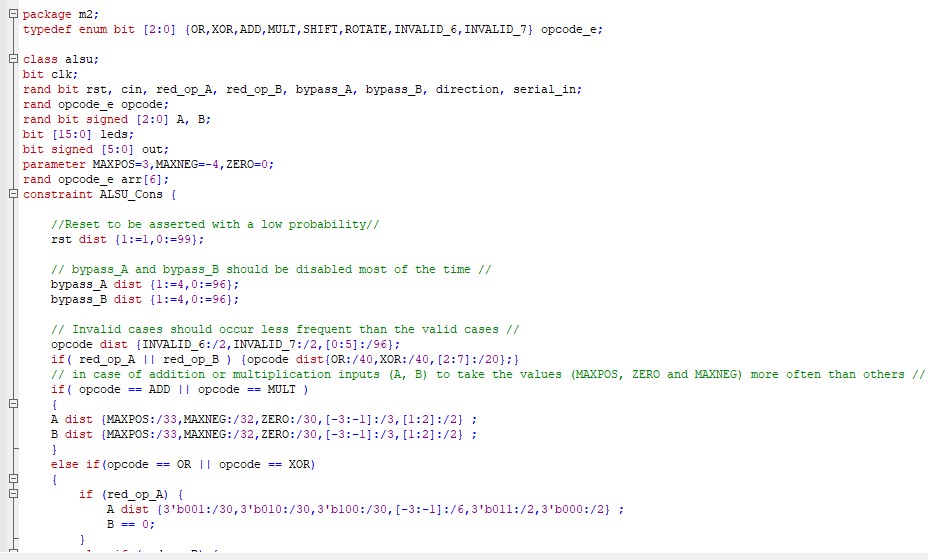 package m2;
typedef enum bit [2:0] {OR,XOR,ADD,MULT,SHIFT,ROTATE,INVALID_6,INVALID_7} opcode_e;
class alsu;
bit clk;
rand bit rst, cin, red_op_A, red_op_B, bypass_A, bypass_B, direction, serial_in;
rand opcode_e opcode;
rand bit signed [2:0] A, B;
bit [15:0] leds;
bit signed [5:0] out;
parameter MAXPOS=3,MAXNEG=-4,ZERO=0;
rand opcode_e arr[6];
constraint ALSU_Cons {
//Reset to be asserted with a low probability//
rst dist {1:=1,0:=99};
// bypass_A and bypass_B should be disabled most of the time //
bypass_A dist {1:=4,0:=96};
bypass_B dist {1:=4,0:=96};
// Invalid cases should occur less frequent than the valid cases //
opcode dist {INVALID_6:/2,INVALID_7:/2,[0:5]:/96};
if( red_op_A || red_op_B ) {opcode dist{OR:/40,XOR:/40,[2:7]:/20};}
// in case of addition or multiplication inputs (A, B) to take the values (MAXPOS, ZERO and MAXNEG) more often than others //
if( opcode == ADD || opcode == MULT )
{
A dist {MAXPOS:/33,MAXNEG:/32,ZERO:/30,[-3:-1]:/3,[1:2]:/2} ;
B dist {MAXPOS:/33,MAXNEG:/32,ZERO:/30,[-3:-1]:/3,[1:2]:/2} ;
}
else if(opcode == OR || opcode == XOR)
{
if (red_op_A) {
A dist {3'b001:/30,3'b010:/30,3'b100:/30,[-3:-1]:/6,3'b011:/2,3'b000:/2} ;
B == 0;
}